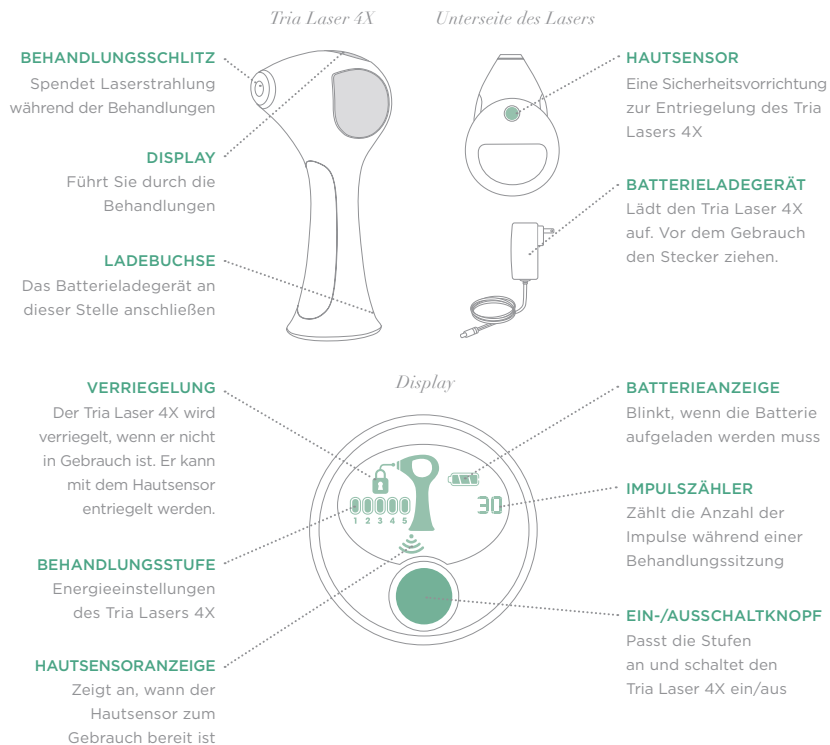 Tria Laser 4X
Unterseite des Lasers
BEHANDLUNGSSCHLITZ
Spendet Laserstrahlung
während der Behandlungen
DISPLAY
Führt Sie durch die
Behandlungen
LADEBUCHSE
Das Batterieladegerät an
dieser Stelle anschließen
HAUTSENSOR
Eine Sicherheitsvorrichtung
zur Entriegelung des Tria
Lasers 4X
BATTERIELADEGERÄT
Lädt den Tria Laser 4X
auf. Vor dem Gebrauch
den Stecker ziehen.
Display
VERRIEGELUNG
Der Tria Laser 4X wird
verriegelt, wenn er nicht
in Gebrauch ist. Er kann
mit dem Hautsensor
entriegelt werden.
BEHANDLUNGSSTUFE
Energieeinstellungen
des Tria Lasers 4X
HAUTSENSORANZEIGE
Zeigt an, wann der
Hautsensor zum
Gebrauch bereit ist
30
1 2 3 4 5
BATTERIEANZEIGE
Blinkt, wenn die Batterie
aufgeladen werden muss
IMPULSZÄHLER
Zählt die Anzahl der
Impulse während einer
Behandlungssitzung
EIN-/AUSSCHALTKNOPF
Passt die Stufen
an und schaltet den
Tria Laser 4X ein/aus